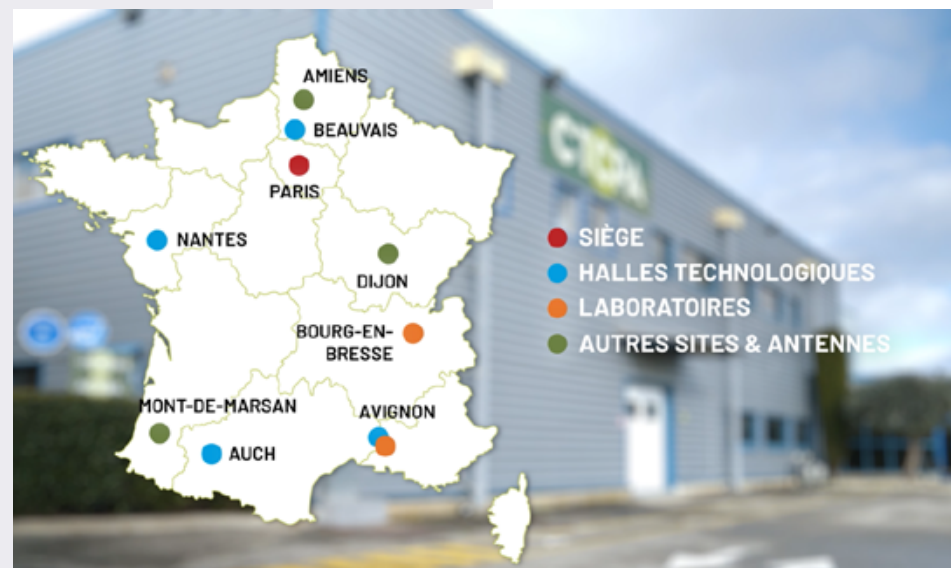 AMIENS
BEAUVAIS
PARIS
NANTES
DIJON
BOURG-EN-
BRESSE
MONT-DE-MARSAN
AVIGNON
AUCH
CTCPA
SIÈGE
HALLES TECHNOLOGIQUES
LABORATOIRES
AUTRES SITES & ANTENNES